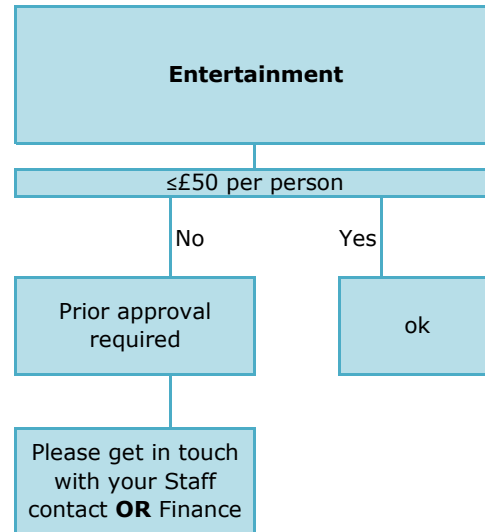 Entertainment
≤£50 per person
No
Yes
Prior approval
required
ok
Please get in touch
with your Staff
contact OR Finance